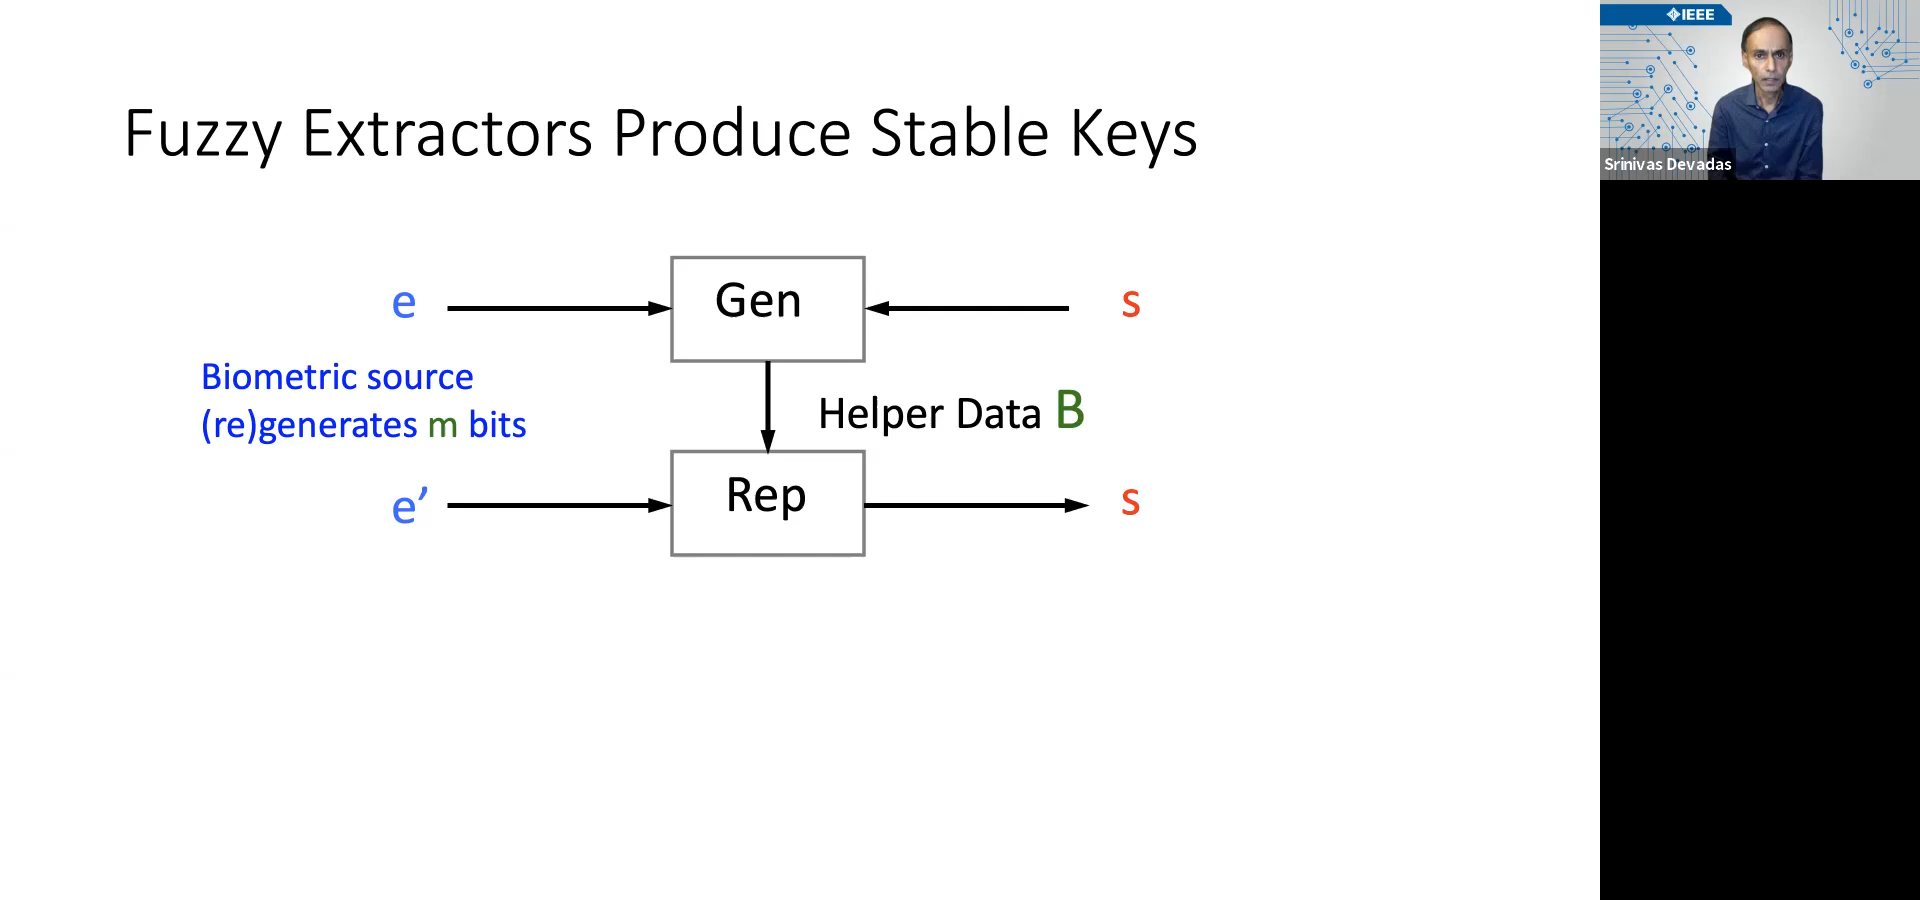 Fuzzy Extractors Produce Stable Keys
e
Gen
s
Biometric source
(re)generates m bits
Helper Data B
e’
Rep
s
IEEE
Srinivas Devadas